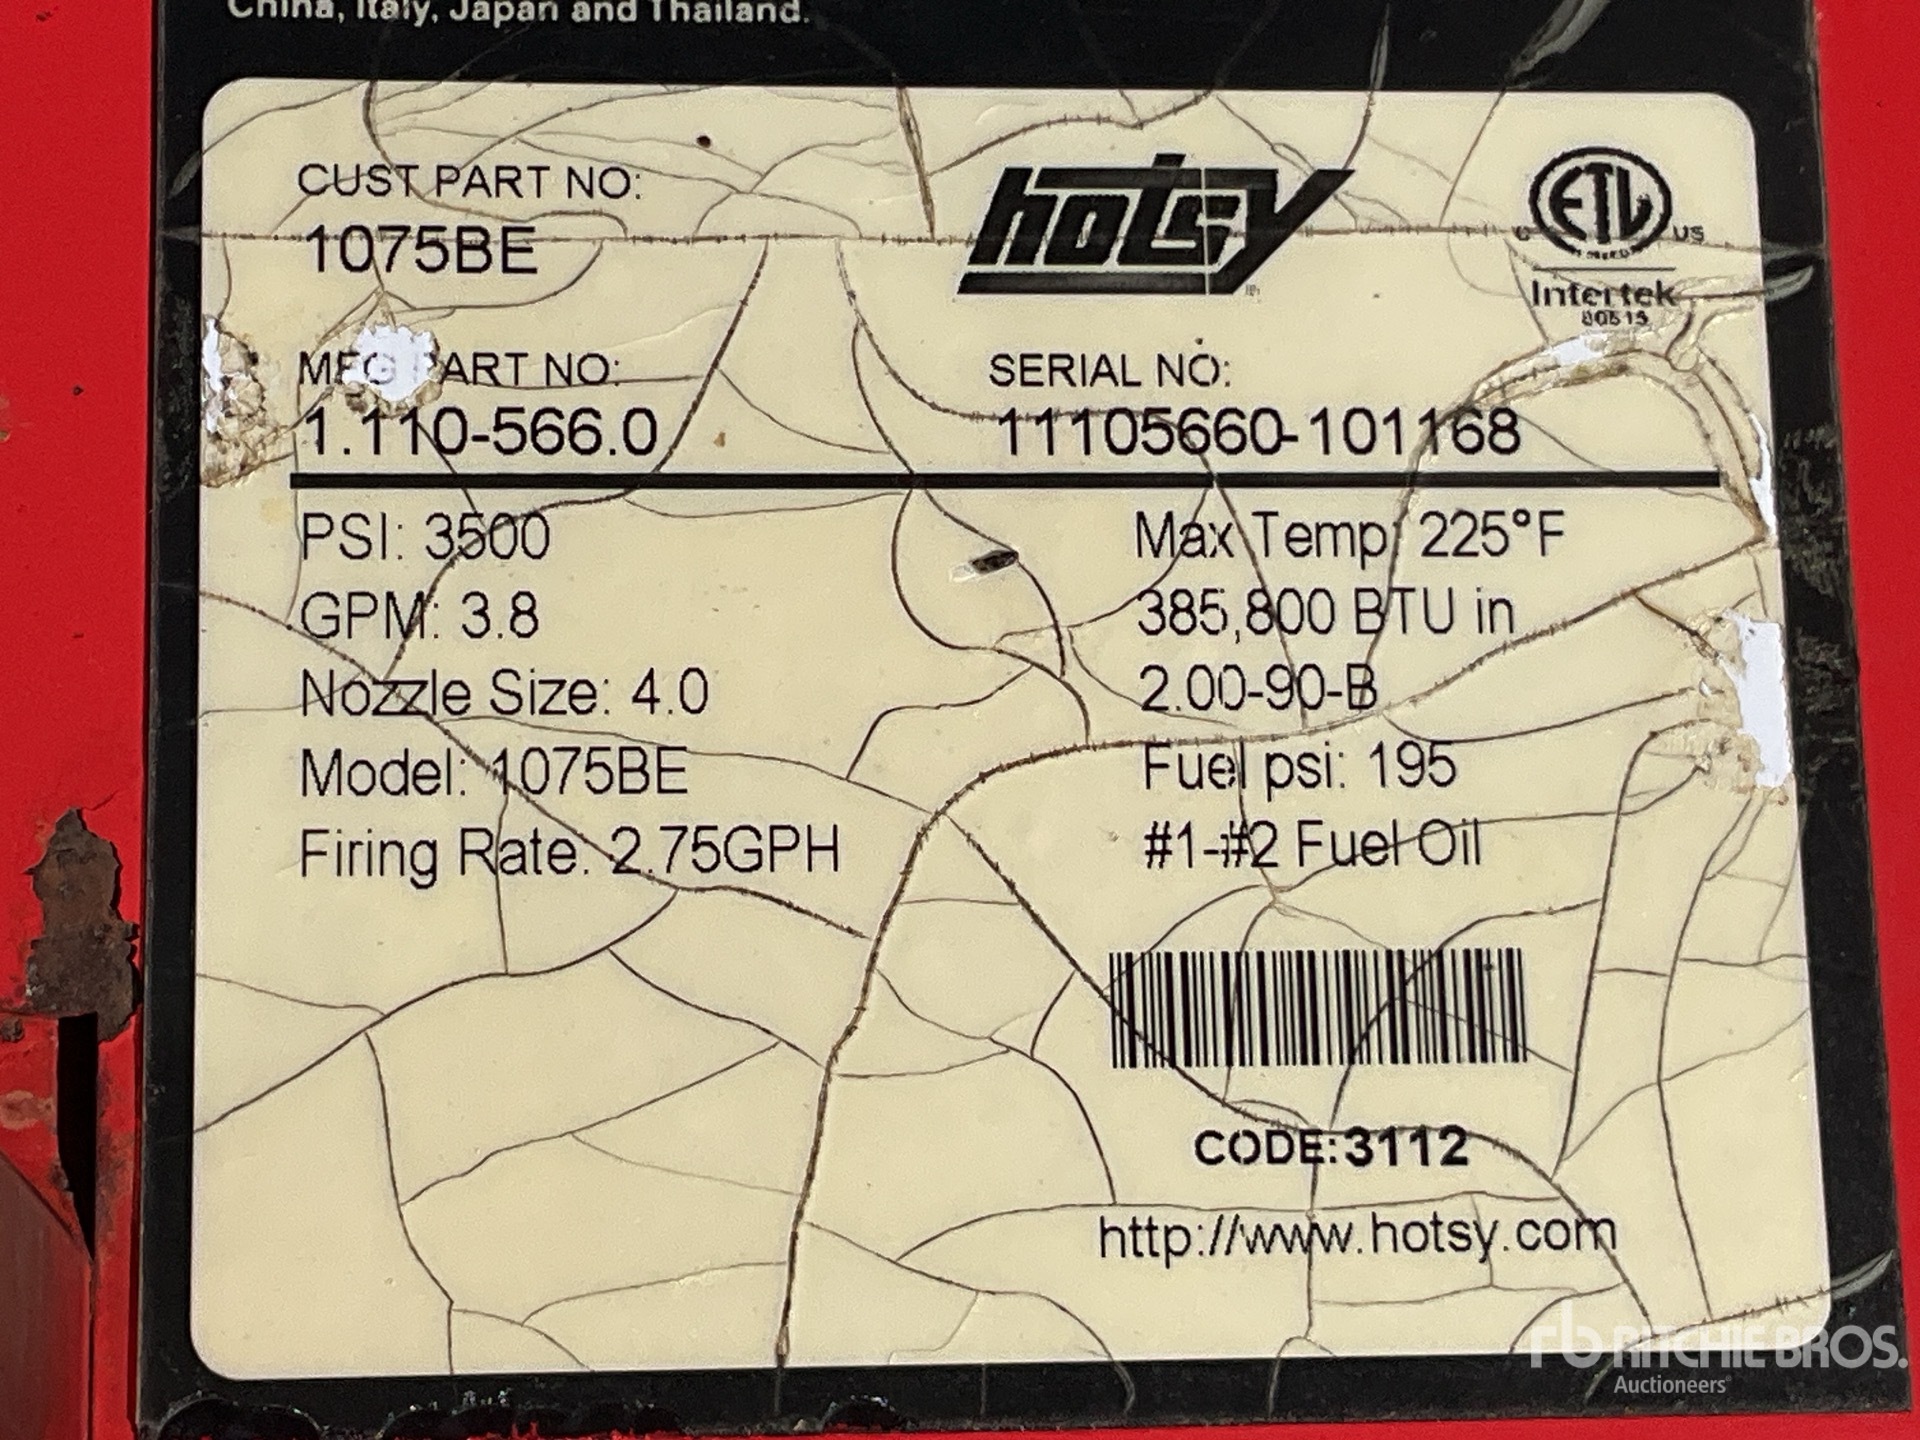 China, Italy, Japan and Thailand.
CUST PART NO:
1075BE
hotsy
ETL
C US
Intertek
MFG PART NO:
1.110-566.0
SERIAL NO:
11105660-101168
PSI: 3500
GPM: 3.8
Nozzle Size: 4.0
Model: 1075BE
Firing Rate: 2.75GPH
Max Temp: 225°F
385,800 BTU in
2.00-90-B
Fuel psi: 195
#1-#2 Fuel Oil
CODE:3112
http://www.hotsy.com
rb RITCHIE BROS.
Auctioneers